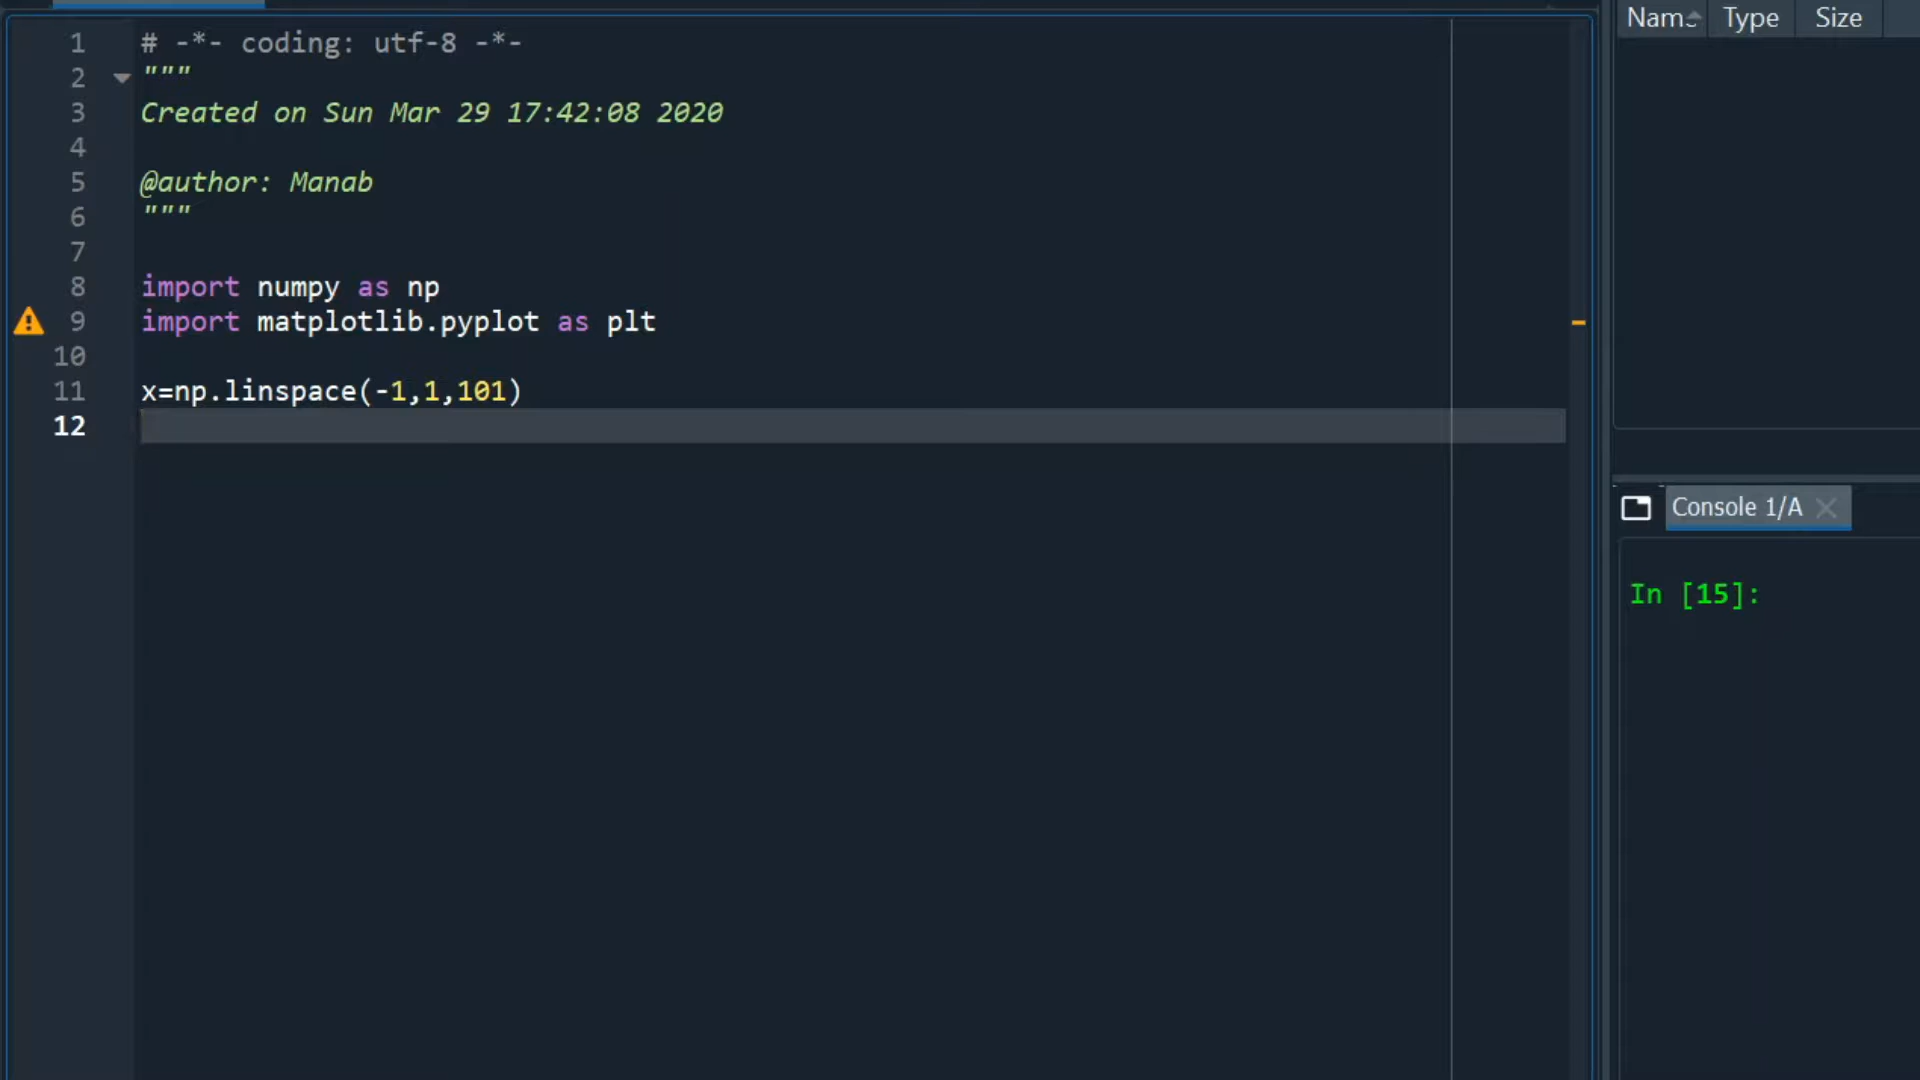 1 # -*- coding: utf-8 -*-
2 """
3 Created on Sun Mar 29 17:42:08 2020
4
5 @author: Manab
6 """
7
8 import numpy as np
9 import matplotlib.pyplot as plt
10
11 x=np.linspace(-1,1,101)
12
Nam Type Size
Console 1/A
In [15]: